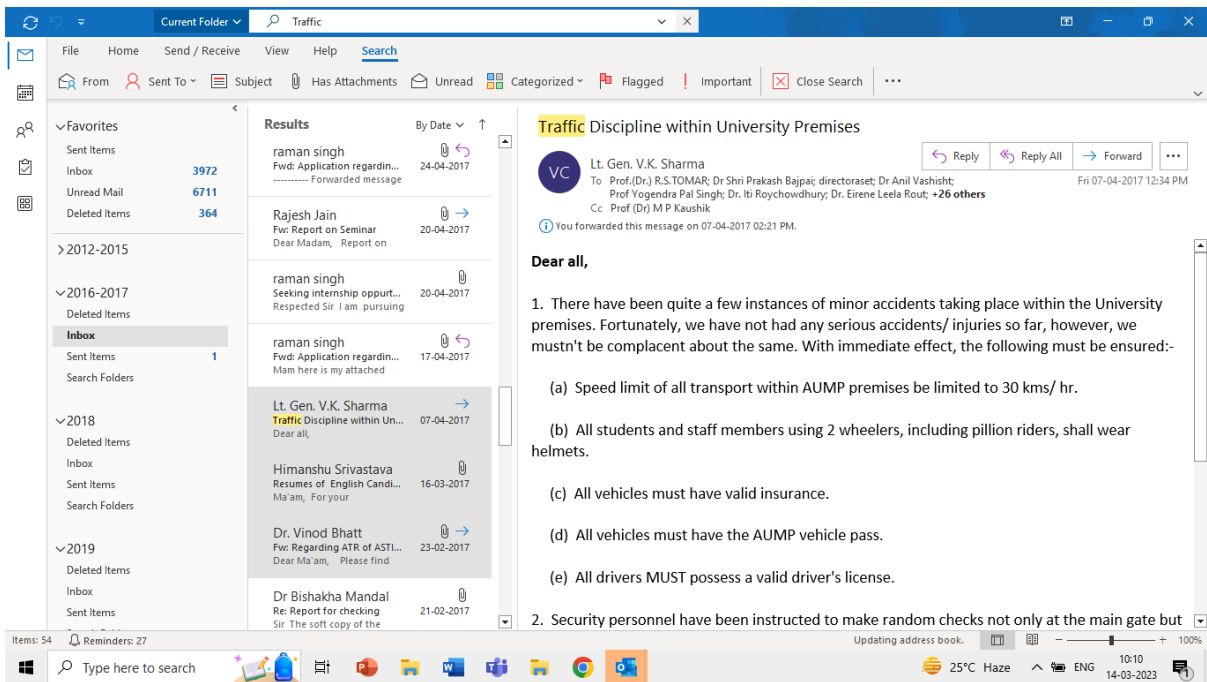 Current Folder
Traffic
File Home Send / Receive View Help Search
From Sent To Subject Has Attachments Unread Categorized Flagged Important Close Search ...
Favorites
Sent Items
Inbox 3972
Unread Mail 6711
Deleted Items 364
2012-2015
2016-2017
Deleted Items
Inbox
Sent Items 1
Search Folders
2018
Deleted Items
Inbox
Sent Items
Search Folders
2019
Deleted Items
Inbox
Sent Items
Results By Date
raman singh
Fwd: Application regardin... 24-04-2017
---------- Forwarded message
Rajesh Jain
Fw: Report on Seminar 20-04-2017
Dear Madam, Report on
raman singh
Seeking internship oppurt... 20-04-2017
Respected Sir I am pursuing
raman singh
Fwd: Application regardin... 17-04-2017
Mam here is my attached
Lt. Gen. V.K. Sharma
Traffic Discipline within Un... 07-04-2017
Dear all,
Himanshu Srivastava
Resumes of English Candi... 16-03-2017
Ma'am, For your
Dr. Vinod Bhatt
Fw: Regarding ATR of ASTI... 23-02-2017
Dear Ma'am, Please find
Dr Bishakha Mandal
Re: Report for checking 21-02-2017
Sir The soft copy of the
Traffic Discipline within University Premises
VC
Lt. Gen. V.K. Sharma
Reply Reply All Forward ...
To Prof.(Dr.) R.S.TOMAR; Dr Shri Prakash Bajpai; directoraset; Dr Anil Vashisht;
Fri 07-04-2017 12:34 PM
Prof Yogendra Pal Singh; Dr. Iti Roychowdhury; Dr. Eirene Leela Rout; +26 others
Cc Prof (Dr) M P Kaushik
You forwarded this message on 07-04-2017 02:21 PM.
Dear all,
1. There have been quite a few instances of minor accidents taking place within the University
premises. Fortunately, we have not had any serious accidents/ injuries so far, however, we
mustn't be complacent about the same. With immediate effect, the following must be ensured:-
(a) Speed limit of all transport within AUMP premises be limited to 30 kms/ hr.
(b) All students and staff members using 2 wheelers, including pillion riders, shall wear
helmets.
(c) All vehicles must have valid insurance.
(d) All vehicles must have the AUMP vehicle pass.
(e) All drivers MUST possess a valid driver's license.
2. Security personnel have been instructed to make random checks not only at the main gate but
Items: 54 Reminders: 27 Updating address book. 100%
Type here to search 25°C Haze ENG 10:10
14-03-2023
1